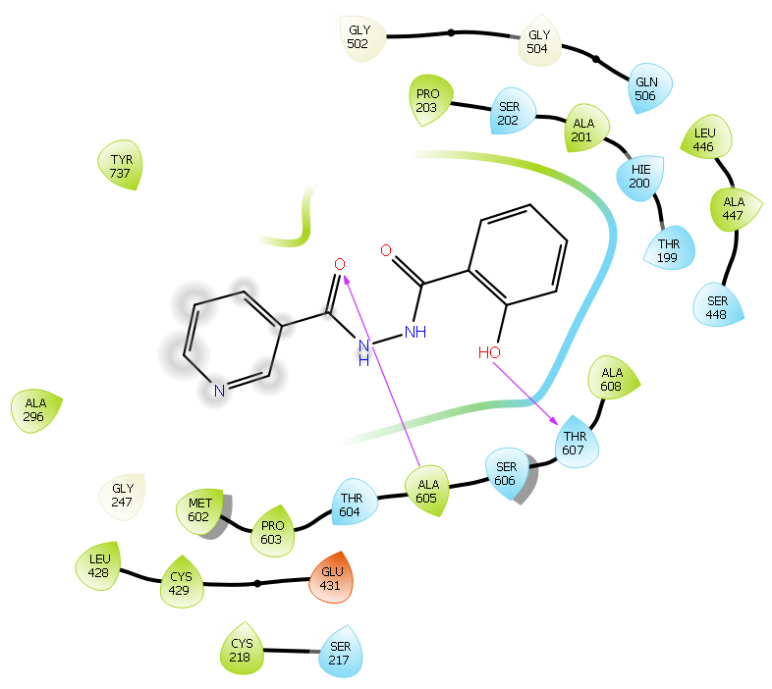 GLY
502
GLY
504
GLN
506
PRO
203
SER
202
ALA
201
LEU
446
TYR
737
HIE
200
ALA
447
THR
199
SER
448
O
O
NH
N
H
HO
N
ALA
608
ALA
296
THR
607
SER
606
ALA
605
GLY
247
MET
602
PRO
603
THR
604
LEU
428
CYS
429
GLU
431
CYS
218
SER
217